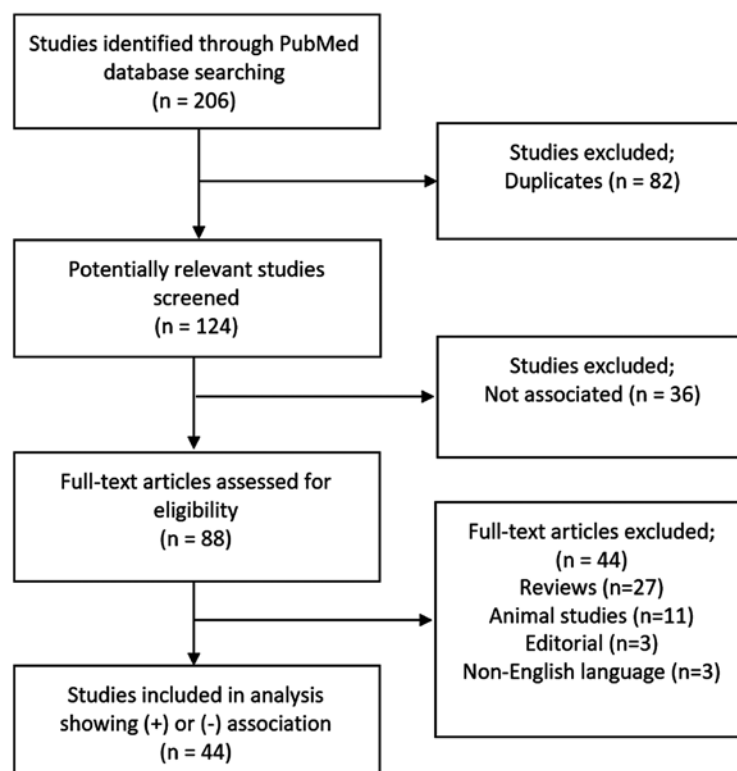 Studies identified through PubMed
database searching
(n = 206)
Studies excluded;
Duplicates (n = 82)
Potentially relevant studies
screened
(n = 124)
Studies excluded;
Not associated (n = 36)
Full-text articles assessed for
eligibility
(n = 88)
Full-text articles excluded;
(n = 44)
Reviews (n=27)
Animal studies (n=11)
Editorial (n=3)
Non-English language (n=3)
Studies included in analysis
showing (+) or (-) association
(n = 44)